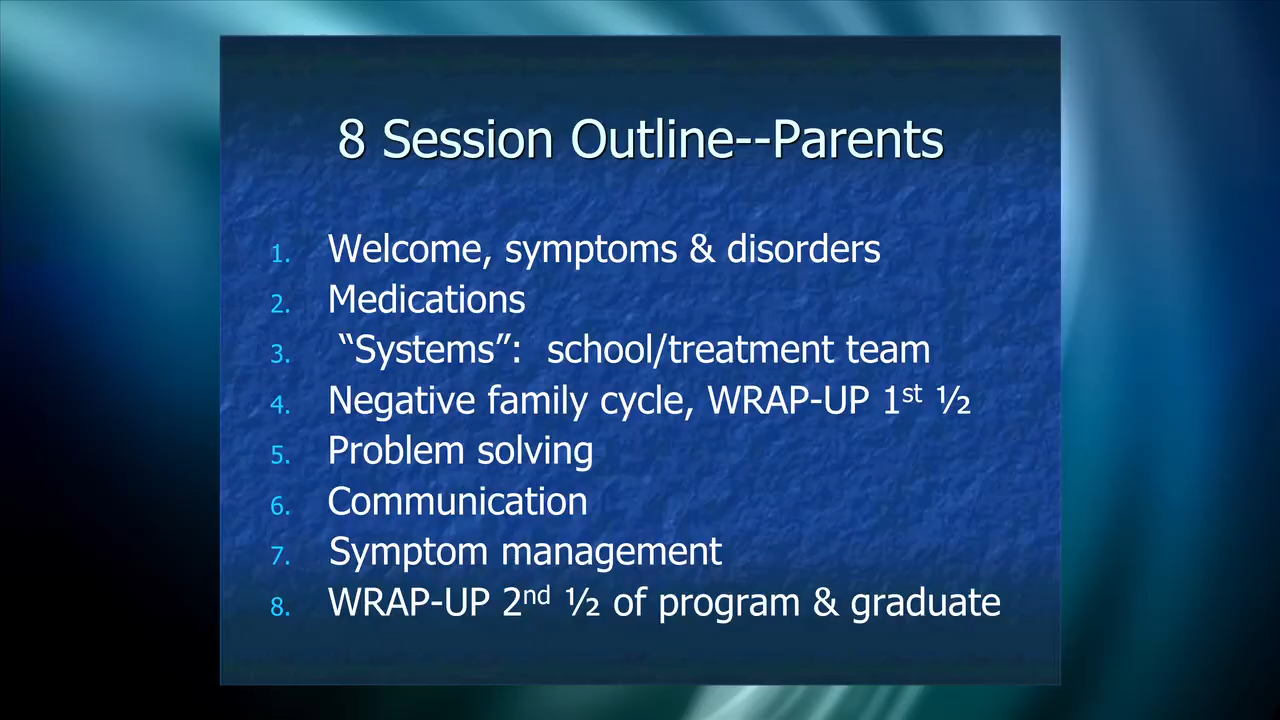 8 Session Outline--Parents
1. Welcome, symptoms & disorders
2. Medications
3. “Systems”: school/treatment team
4. Negative family cycle, WRAP-UP 1st ½
5. Problem solving
6. Communication
7. Symptom management
8. WRAP-UP 2nd ½ of program & graduate